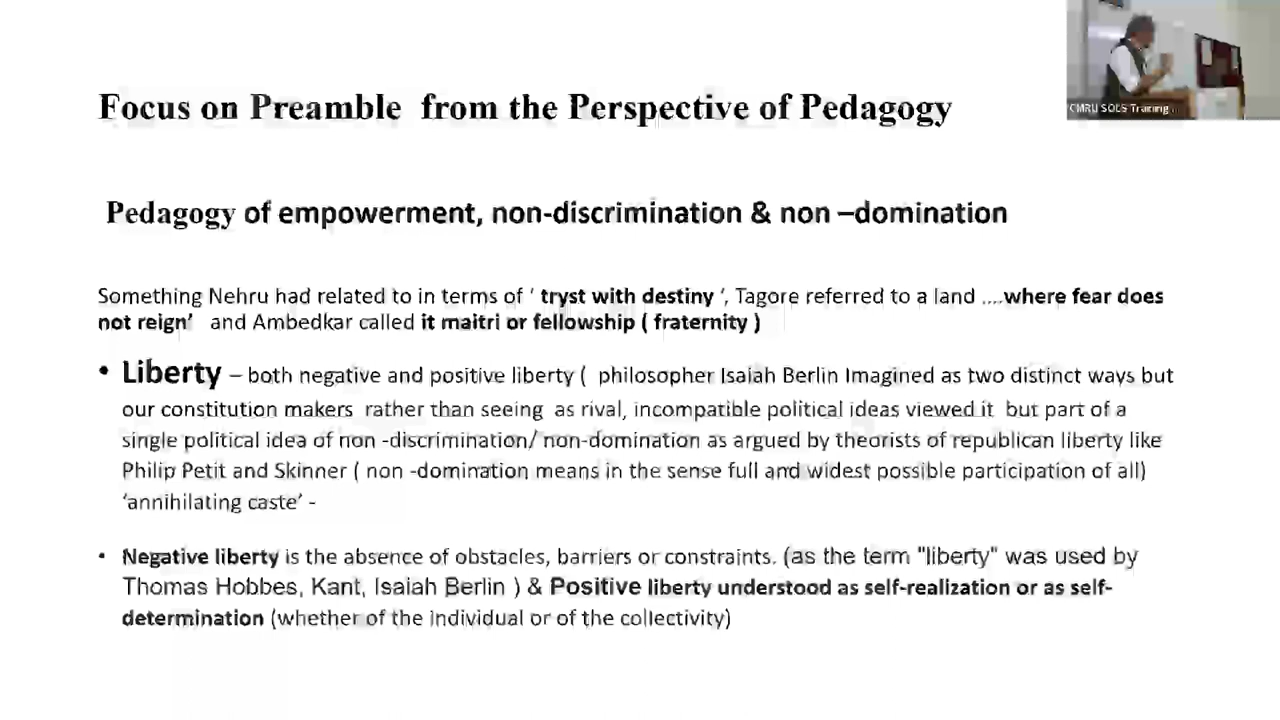 Focus on Preamble from the Perspective of Pedagogy
Pedagogy of empowerment, non-discrimination & non –domination
Something Nehru had related to in terms of ‘ tryst with destiny ‘, Tagore referred to a land ....where fear does
not reign’ and Ambedkar called it maitri or fellowship ( fraternity )
• Liberty – both negative and positive liberty ( philosopher Isaiah Berlin Imagined as two distinct ways but
our constitution makers rather than seeing as rival, incompatible political ideas viewed it but part of a
single political idea of non -discrimination/ non-domination as argued by theorists of republican liberty like
Philip Petit and Skinner ( non -domination means in the sense full and widest possible participation of all)
‘annihilating caste’ -
• Negative liberty is the absence of obstacles, barriers or constraints. (as the term "liberty" was used by
Thomas Hobbes, Kant, Isaiah Berlin ) & Positive liberty understood as self-realization or as self-
determination (whether of the individual or of the collectivity)
CMRU SOLS Training...